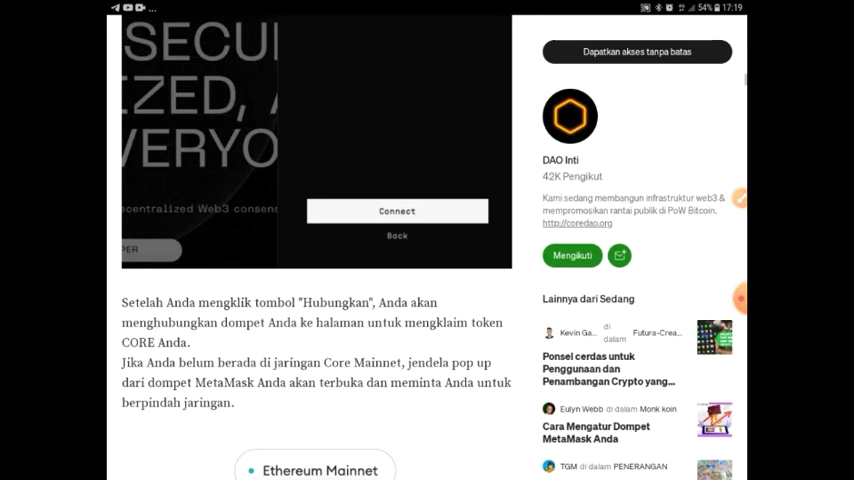 54% 17:19
SECU
IZED, A
VERYO
ecentralized Web3 consens
PER
Connect
Back
Setelah Anda mengklik tombol "Hubungkan", Anda akan
menghubungkan dompet Anda ke halaman untuk mengklaim token
CORE Anda.
Jika Anda belum berada di jaringan Core Mainnet, jendela pop up
dari dompet MetaMask Anda akan terbuka dan meminta Anda untuk
berpindah jaringan.
Ethereum Mainnet
Dapatkan akses tanpa batas
DAO Inti
42K Pengikut
Kami sedang membangun infrastruktur web3 &
mempromosikan rantai publik di PoW Bitcoin.
http://coredao.org
Mengikuti
Lainnya dari Sedang
Kevin Ga... di dalam Futura-Crea...
Ponsel cerdas untuk
Penggunaan dan
Penambangan Crypto yang...
Eulyn Webb di dalam Monk koin
Cara Mengatur Dompet
MetaMask Anda
TGM di dalam PENERANGAN